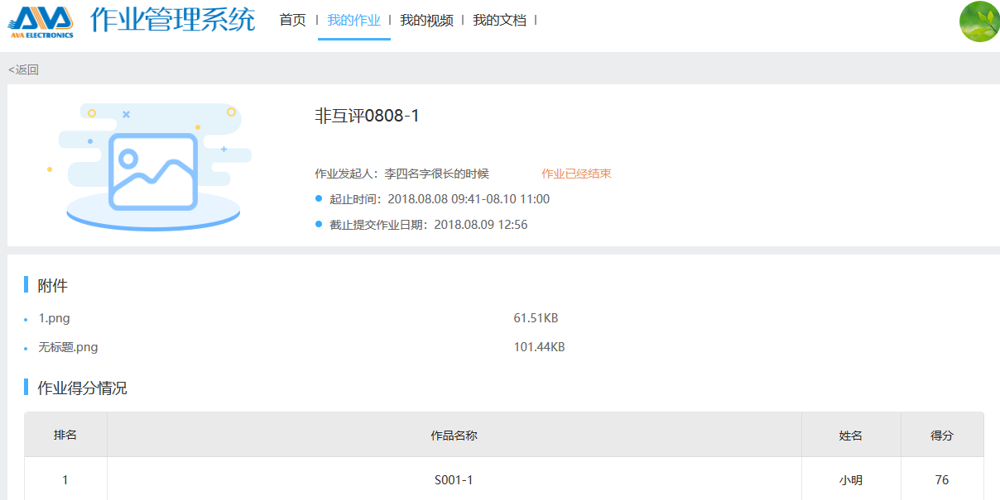 AVA ELECTRONICS 作业管理系统 首页 | 我的作业 | 我的视频 | 我的文档 |
<返回
非互评0808-1
作业发起人：李四名字很长的时候 作业已经结束
起止时间：2018.08.08 09:41-08.10 11:00
截止提交作业日期：2018.08.09 12:56
附件
1.png 61.51KB
无标题.png 101.44KB
作业得分情况
排名 作品名称 姓名 得分
1 S001-1 小明 76